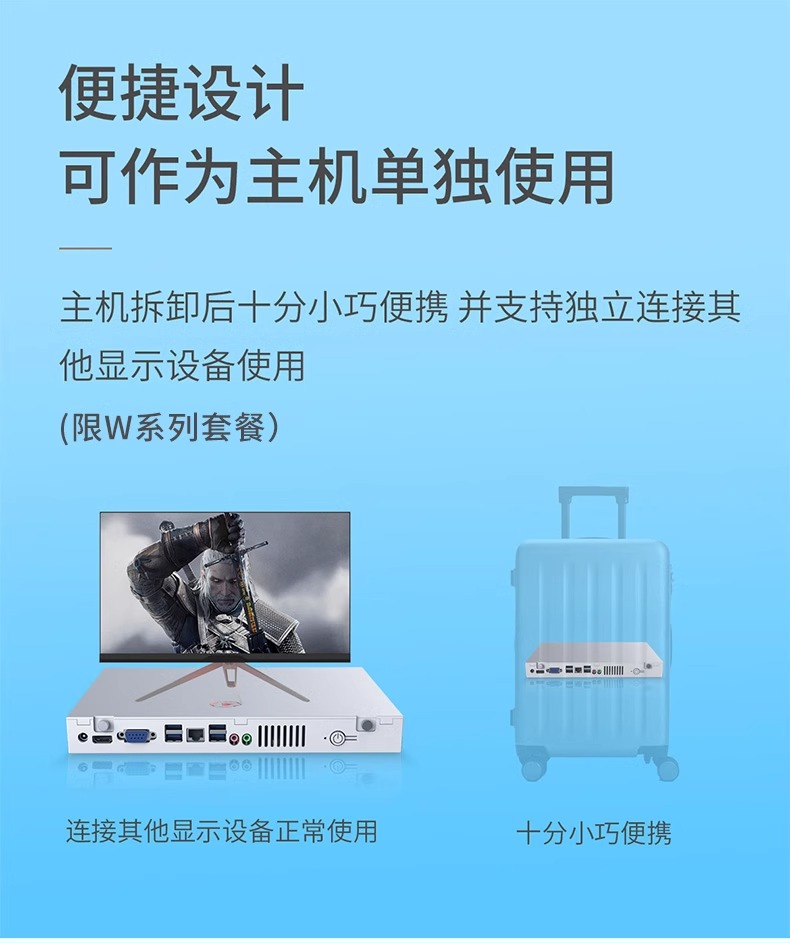 便捷设计
可作为主机单独使用
主机拆卸后十分小巧便携 并支持独立连接其
他显示设备使用
(限W系列套餐）
连接其他显示设备正常使用
十分小巧便携